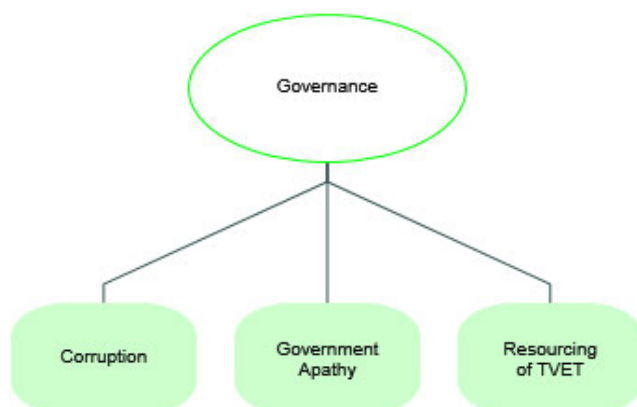 Governance
Corruption
Government
Apathy
Resourcing
of TVET